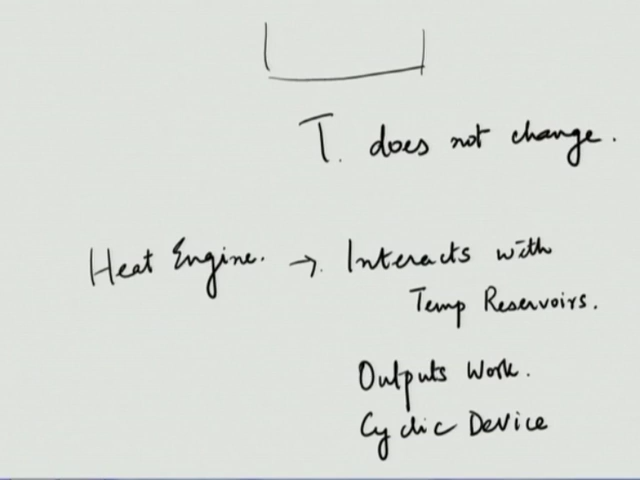 T. does not change.
Heat Engine. → Interacts with
Temp Reservoirs.
Outputs Work.
Cyclic Device